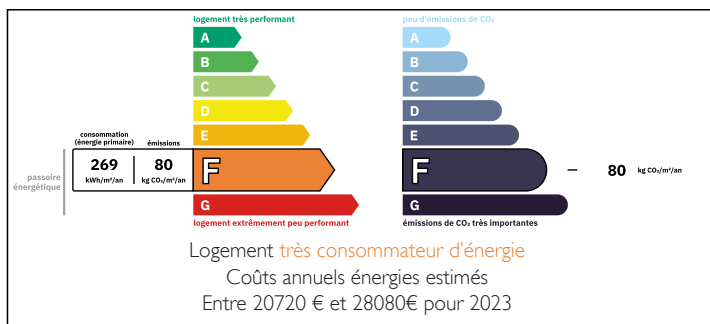 logement très performant
A
B
C
D
E
consommation
(énergie primaire)
émissions
passoire
énergétique
269
kWh/m²/an
80
kg CO₂/m²/an
F
G
logement extrêmement peu performant
peu d'émissions de CO₂
A
B
C
D
E
F
80 kg CO₂/m²/an
G
émissions de CO₂ très importantes
Logement très consommateur d'énergie
Coûts annuels énergies estimés
Entre 20720 € et 28080€ pour 2023